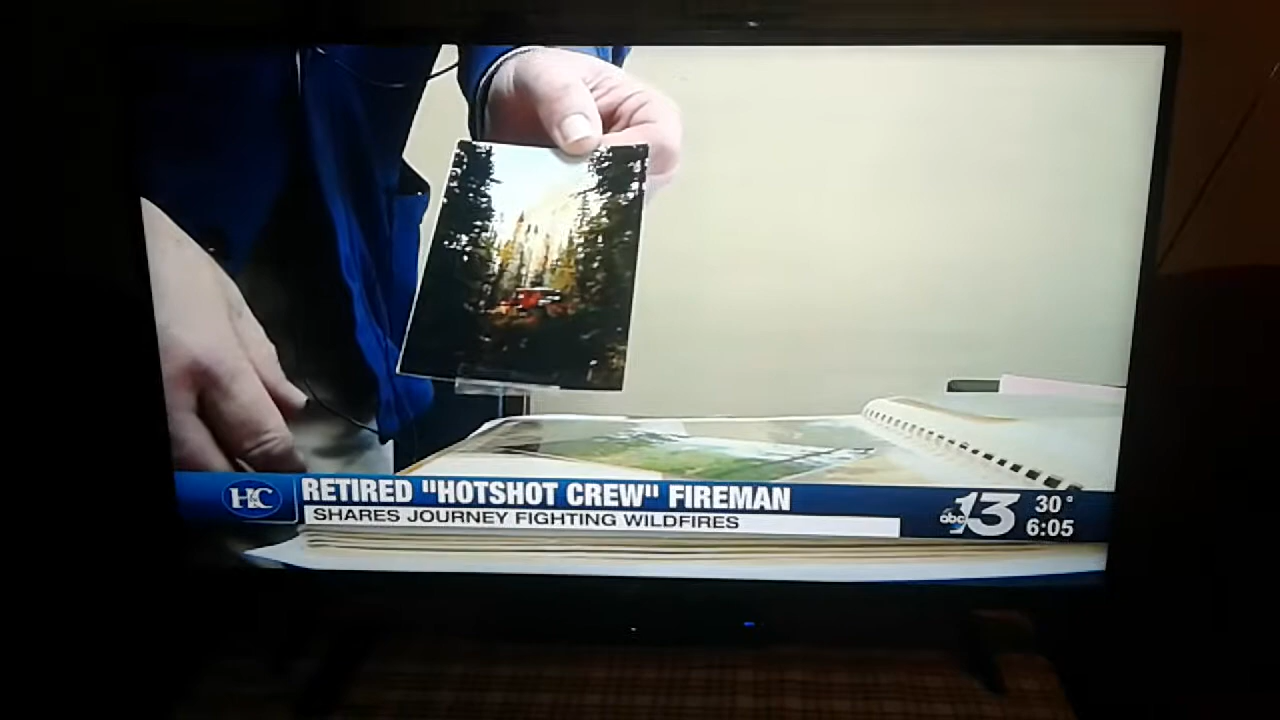 HC
RETIRED "HOTSHOT CREW" FIREMAN
SHARES JOURNEY FIGHTING WILDFIRES
abc 13
30°
6:05